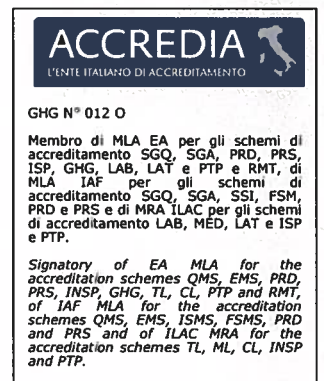 ACCREDIA
L'ENTE ITALIANO DI ACCREDITAMENTO
GHG N° 012 O
Membro di MLA EA per gli schemi di
accreditamento SGQ, SGA, PRD, PRS,
ISP, GHG, LAB, LAT e PTP e RMT, di
MLA IAF per gli schemi di
accreditamento SGQ, SGA, SSI, FSM,
PRD e PRS e di MRA ILAC per gli schemi
di accreditamento LAB, MED, LAT e ISP
e PTP.
Signatory of EA MLA for the
accreditation schemes QMS, EMS, PRD,
PRS, INSP, GHG, TL, CL, PTP and RMT,
of IAF MLA for the accreditation
schemes QMS, EMS, ISMS, FSMS, PRD
and PRS and of ILAC MRA for the
accreditation schemes TL, ML, CL, INSP
and PTP.